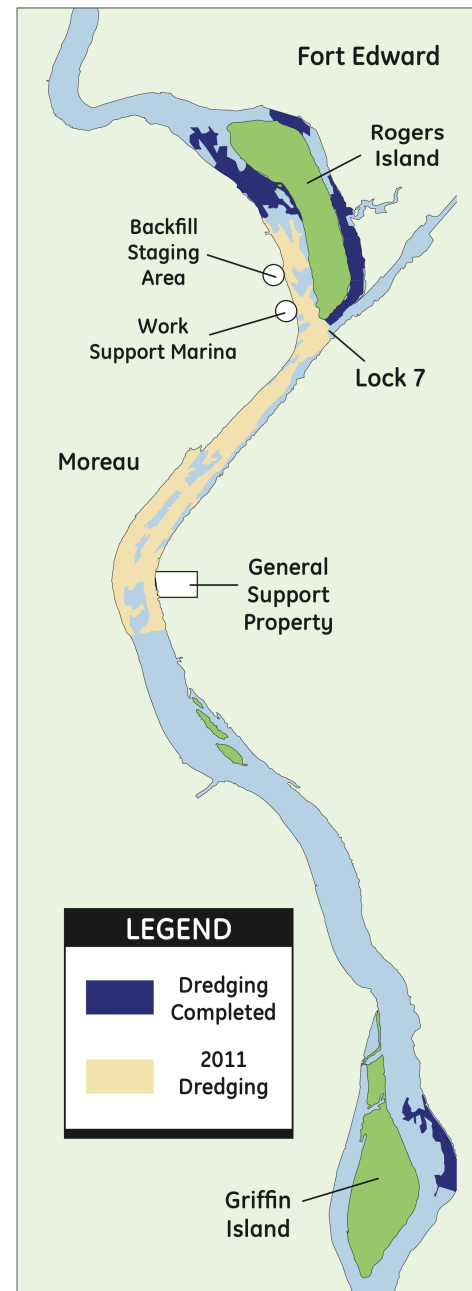 Fort Edward
Rogers
Island
Backfill
Staging
Area
Work
Support Marina
Lock 7
Moreau
General
Support
Property
LEGEND
Dredging
Completed
2011
Dredging
Griffin
Island